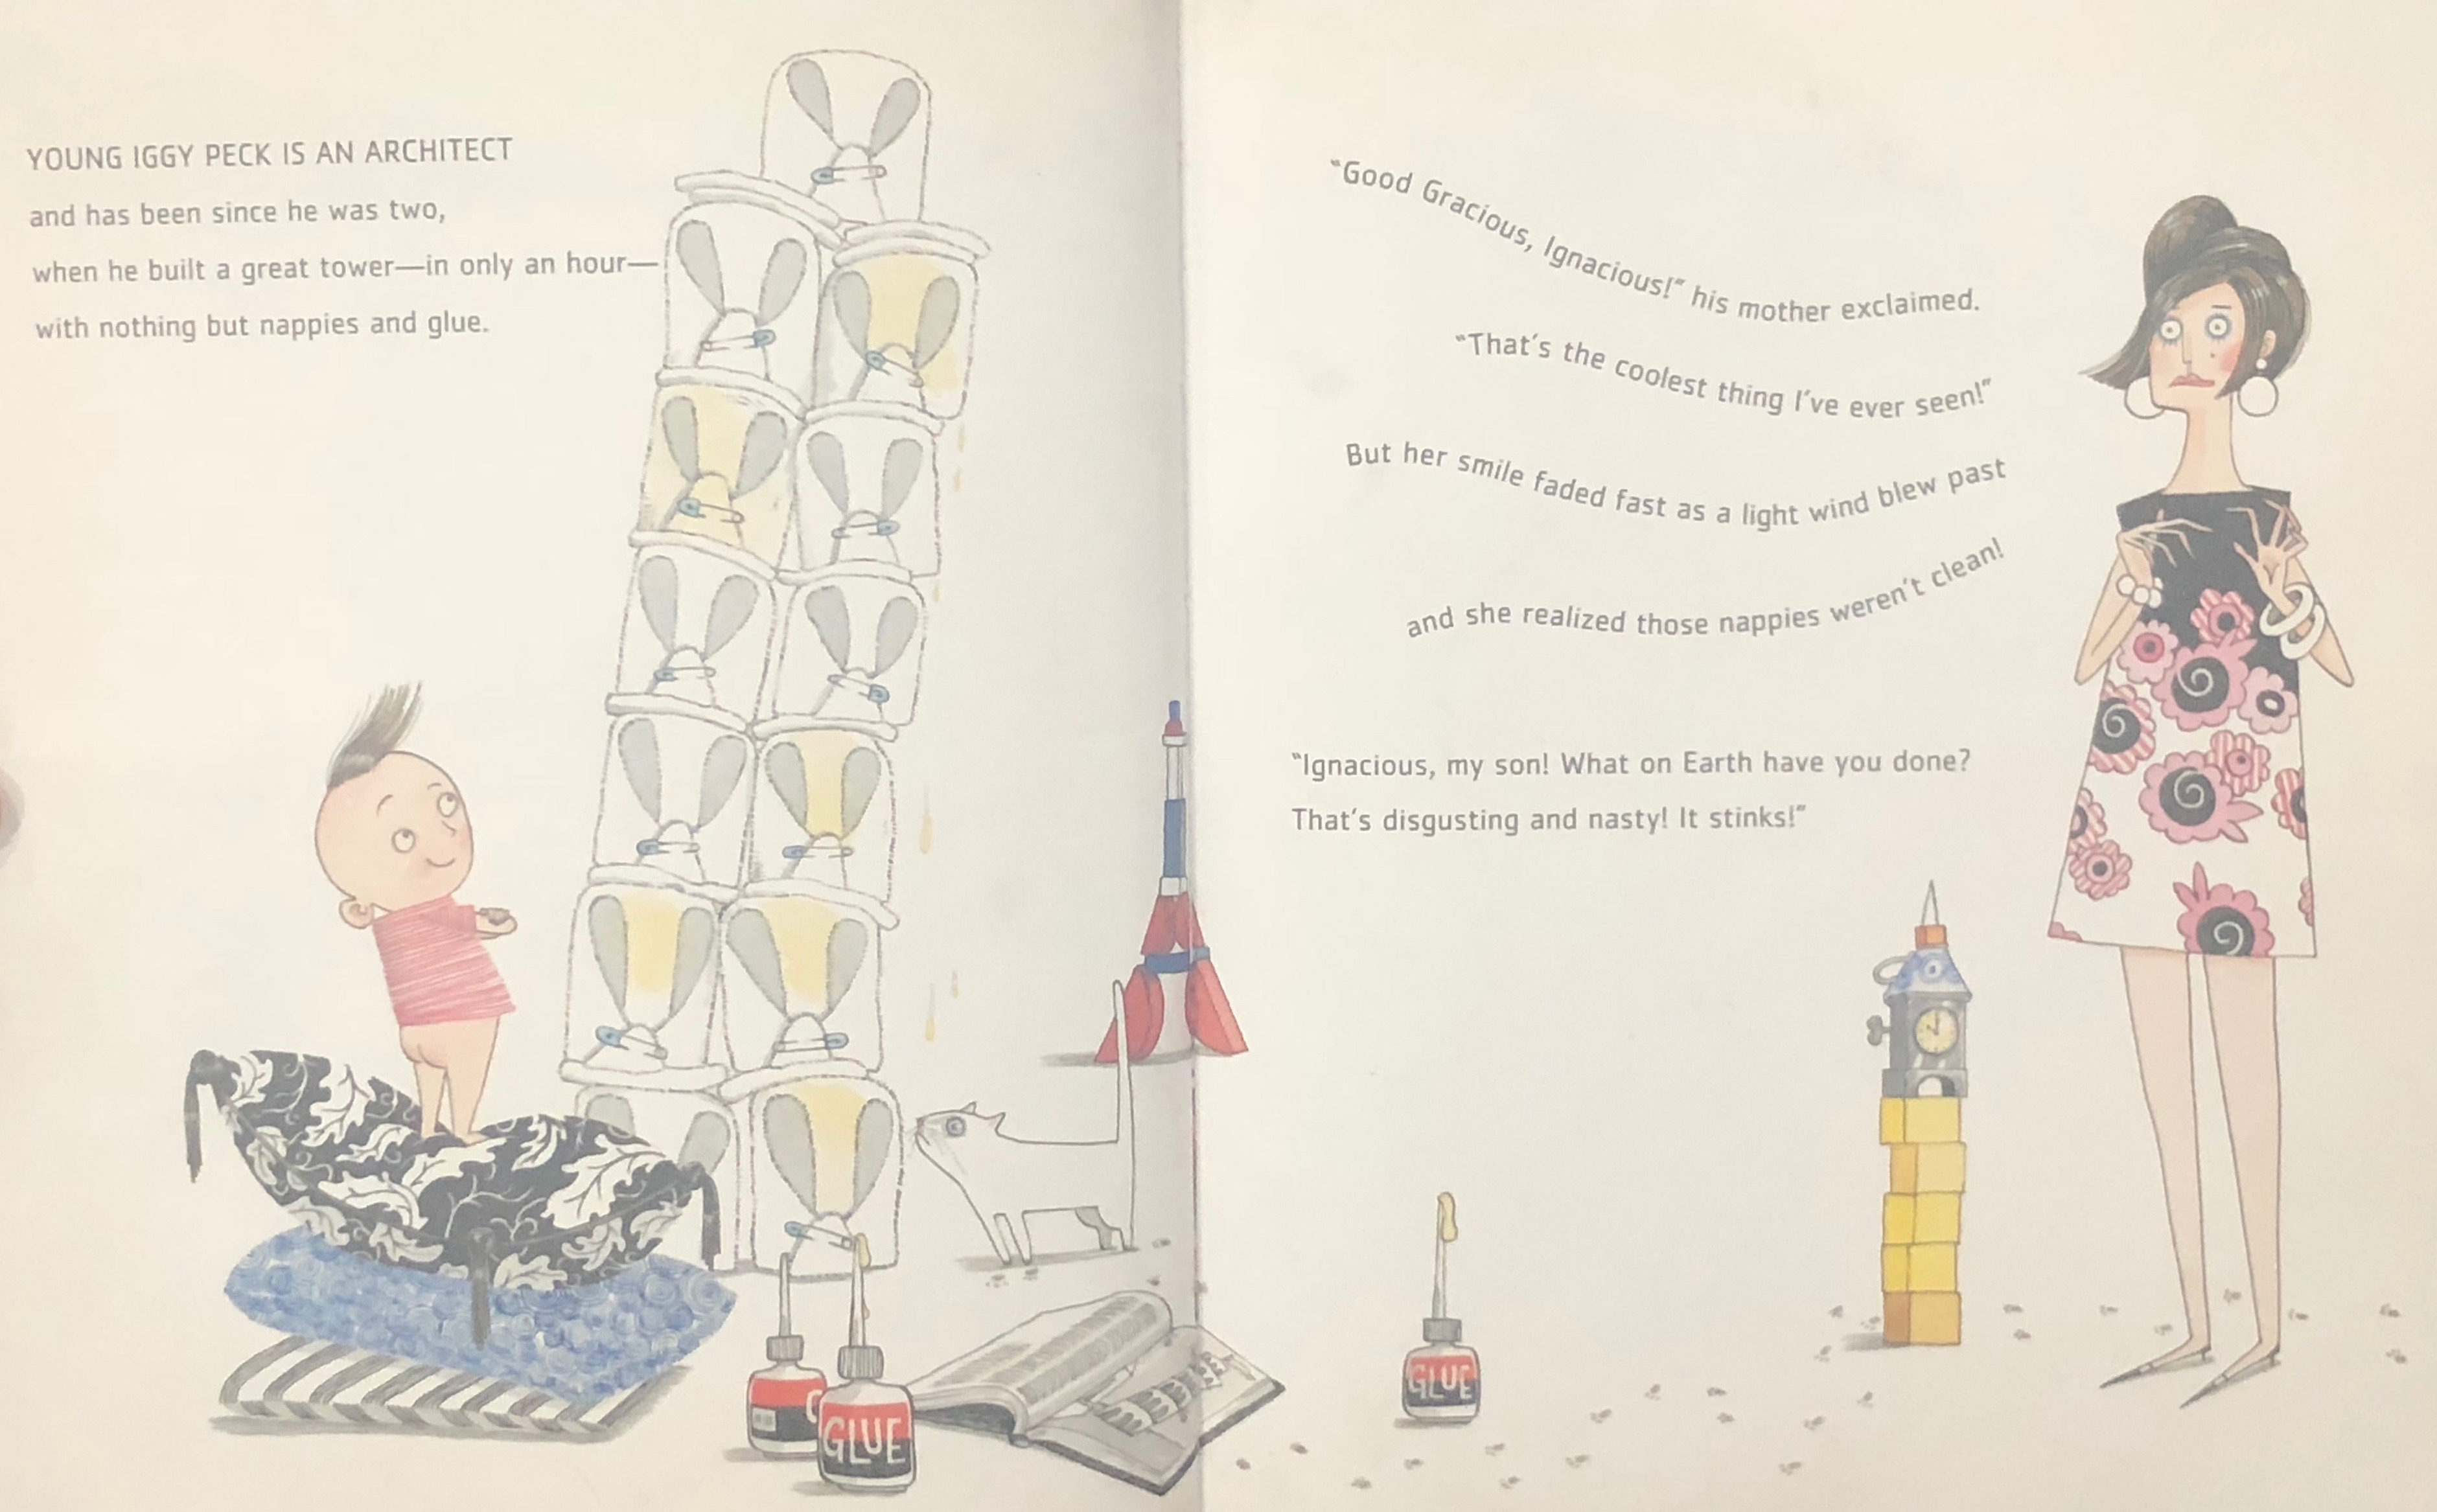 YOUNG IGGY PECK IS AN ARCHITECT
and has been since he was two,
when he built a great tower—in only an hour—
with nothing but nappies and glue.
“Good Gracious, Ignacious!” his mother exclaimed.
“That’s the coolest thing I’ve ever seen!”
But her smile faded fast as a light wind blew past
and she realized those nappies weren’t clean!
“Ignacious, my son! What on Earth have you done?
That’s disgusting and nasty! It stinks!”
GLUE
GLUE